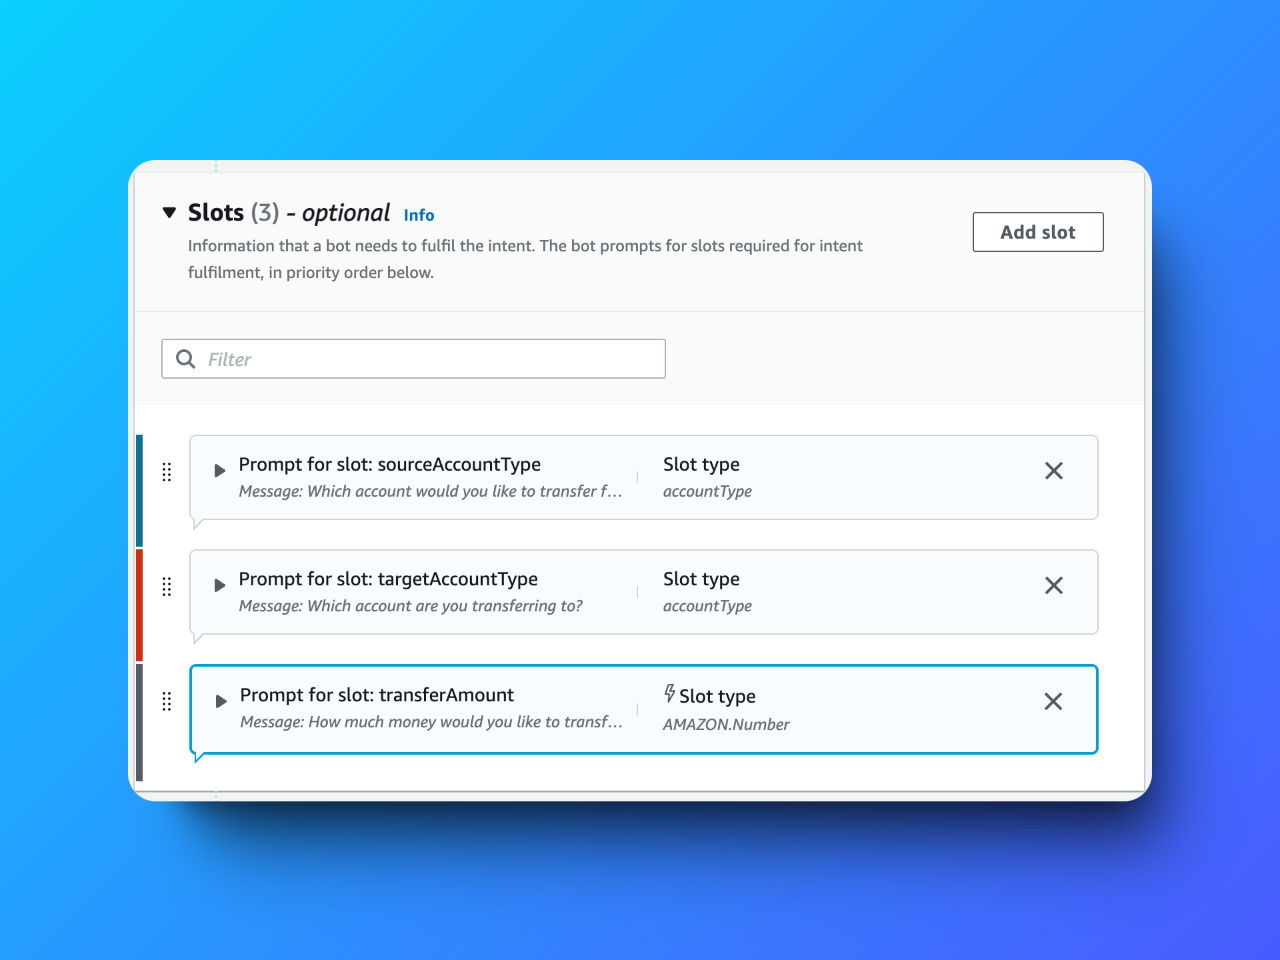 Slots (3) - optional Info
Add slot
Information that a bot needs to fulfil the intent. The bot prompts for slots required for intent
fulfilment, in priority order below.
Filter
Prompt for slot: sourceAccountType
Message: Which account would you like to transfer f...
Slot type
accountType
Prompt for slot: targetAccountType
Message: Which account are you transferring to?
Slot type
accountType
Prompt for slot: transferAmount
Message: How much money would you like to transf...
Slot type
AMAZON.Number